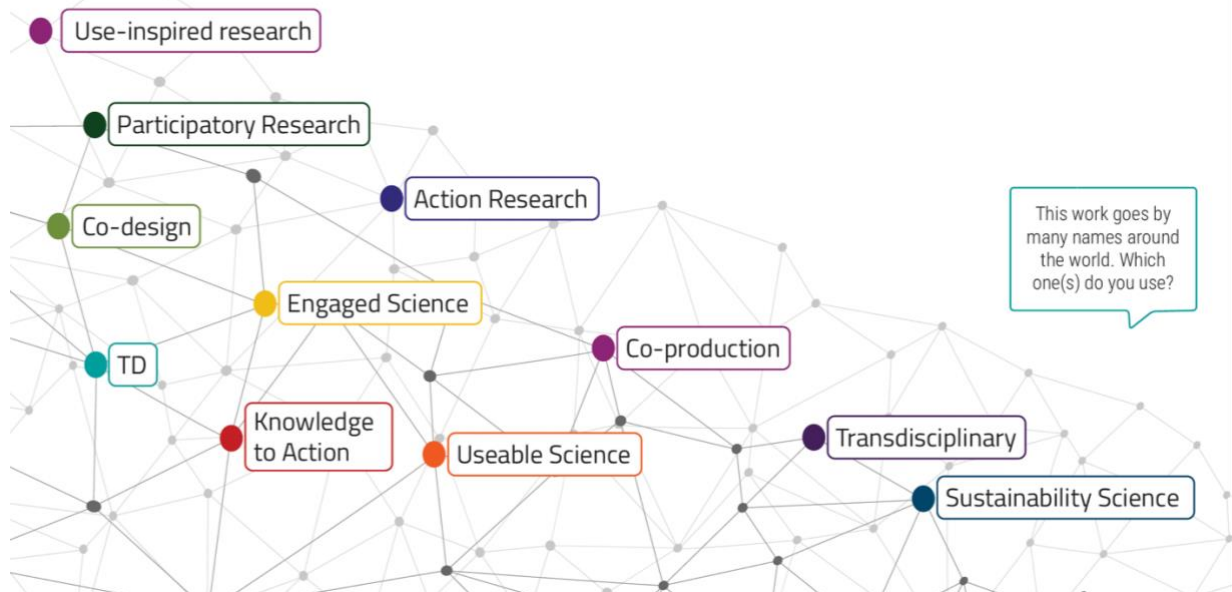 Use-inspired research
Participatory Research
Action Research
Co-design
Engaged Science
Co-production
TD
Knowledge
to Action
Useable Science
Transdisciplinary
Sustainability Science
This work goes by
many names around
the world. Which
one(s) do you use?